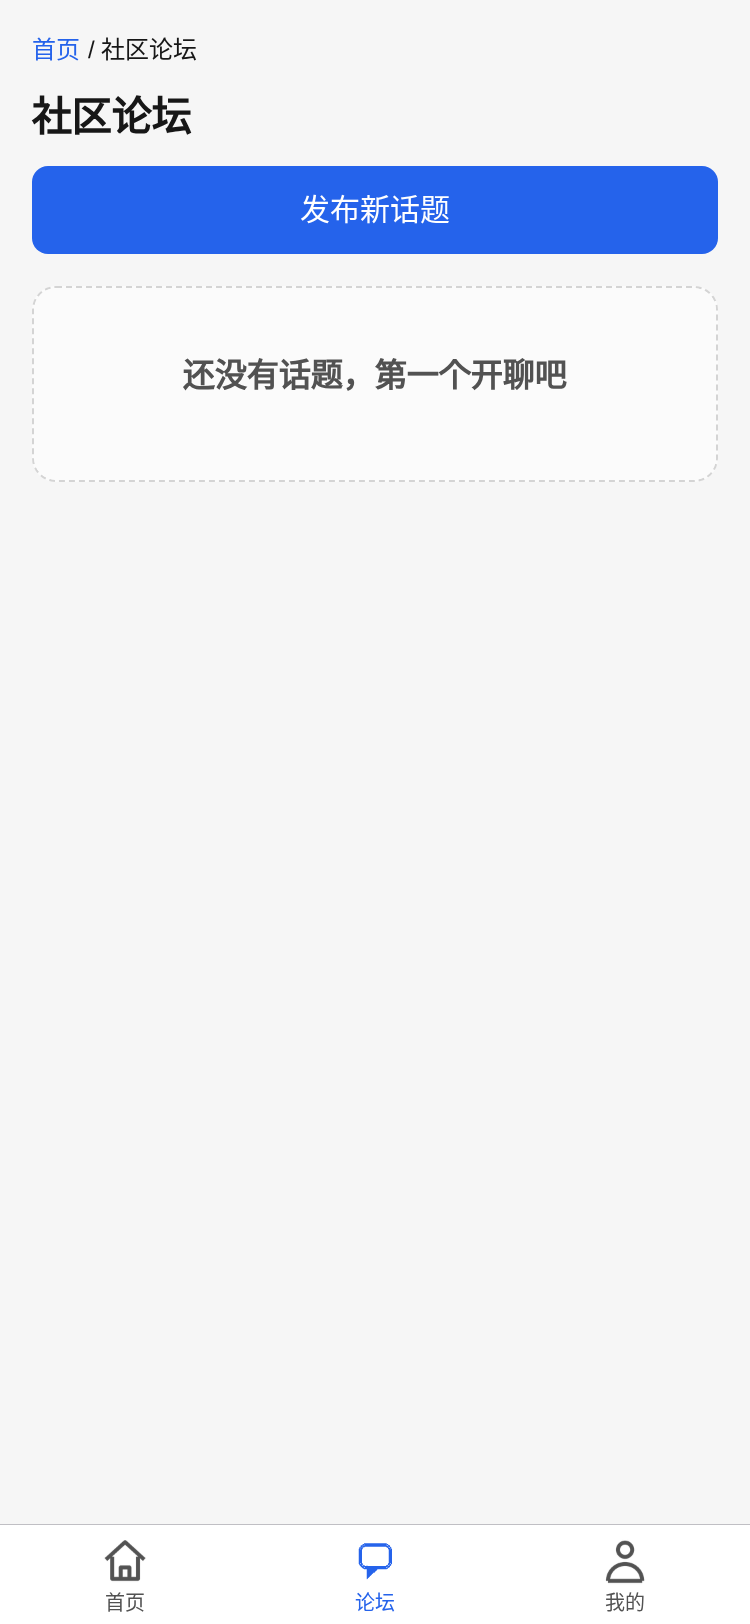 首页 / 社区论坛
社区论坛
发布新话题
还没有话题，第一个开聊吧
首页
论坛
我的